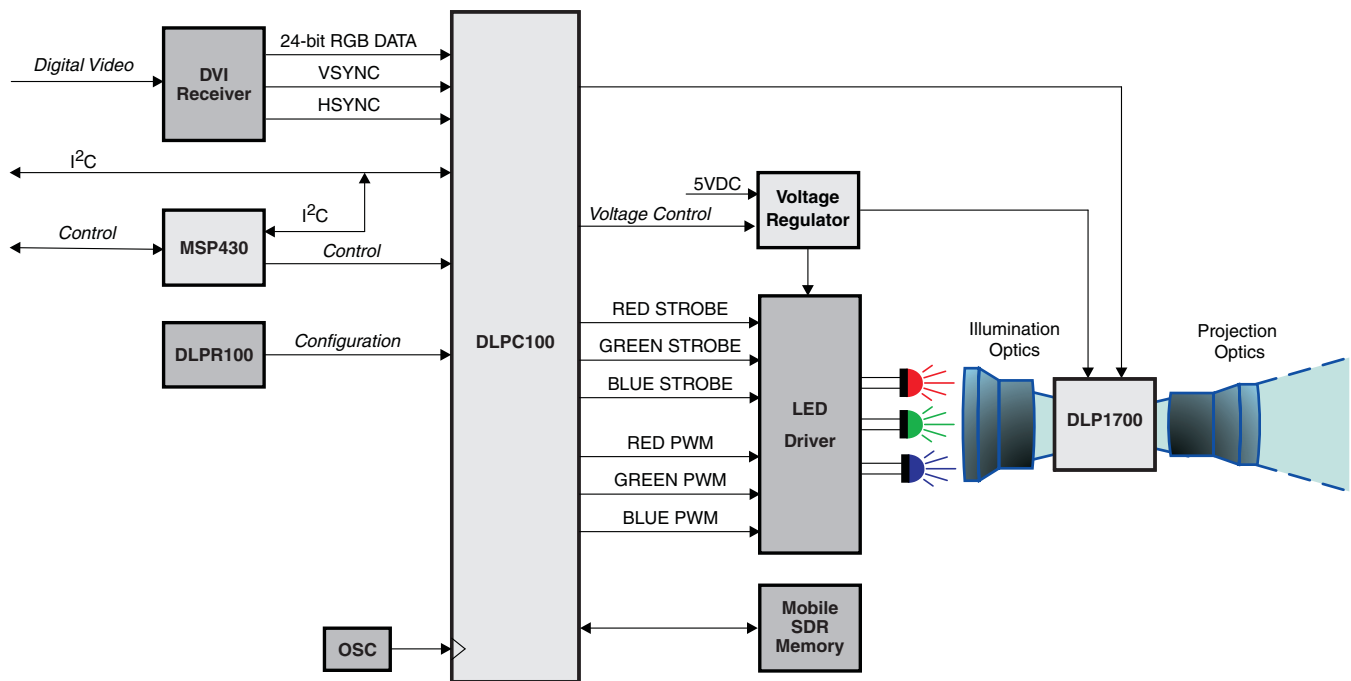 Digital Video
DVI
Receiver
24-bit RGB DATA
VSYNC
HSYNC
I²C
I²C
Control
MSP430
Control
DLPR100
Configuration
OSC
DLPC100
5VDC
Voltage Control
Voltage
Regulator
RED STROBE
GREEN STROBE
BLUE STROBE
RED PWM
GREEN PWM
BLUE PWM
LED
Driver
Mobile
SDR
Memory
Illumination
Optics
DLP1700
Projection
Optics